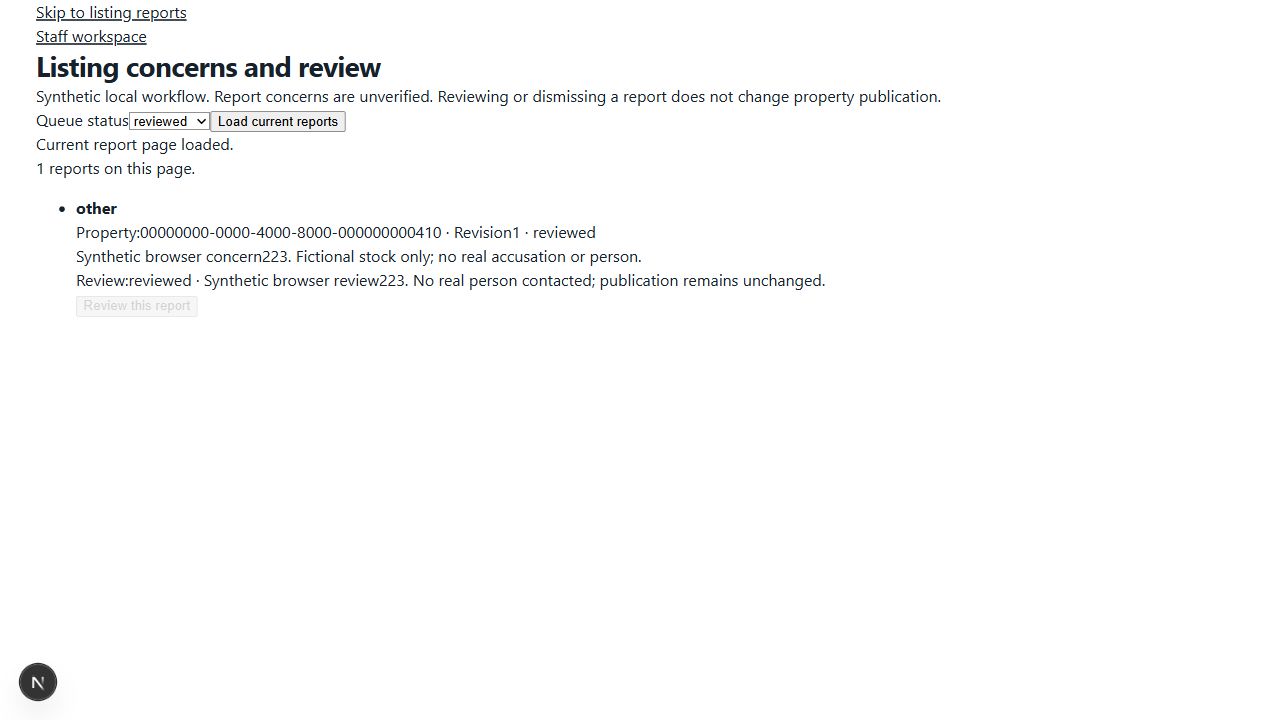 Skip to listing reports
Staff workspace
Listing concerns and review
Synthetic local workflow. Report concerns are unverified. Reviewing or dismissing a report does not change property publication.
Queue status reviewed Load current reports
Current report page loaded.
1 reports on this page.
• other
Property:00000000-0000-4000-8000-000000000410 · Revision1 · reviewed
Synthetic browser concern223. Fictional stock only; no real accusation or person.
Review:reviewed · Synthetic browser review223. No real person contacted; publication remains unchanged.
Review this report
N